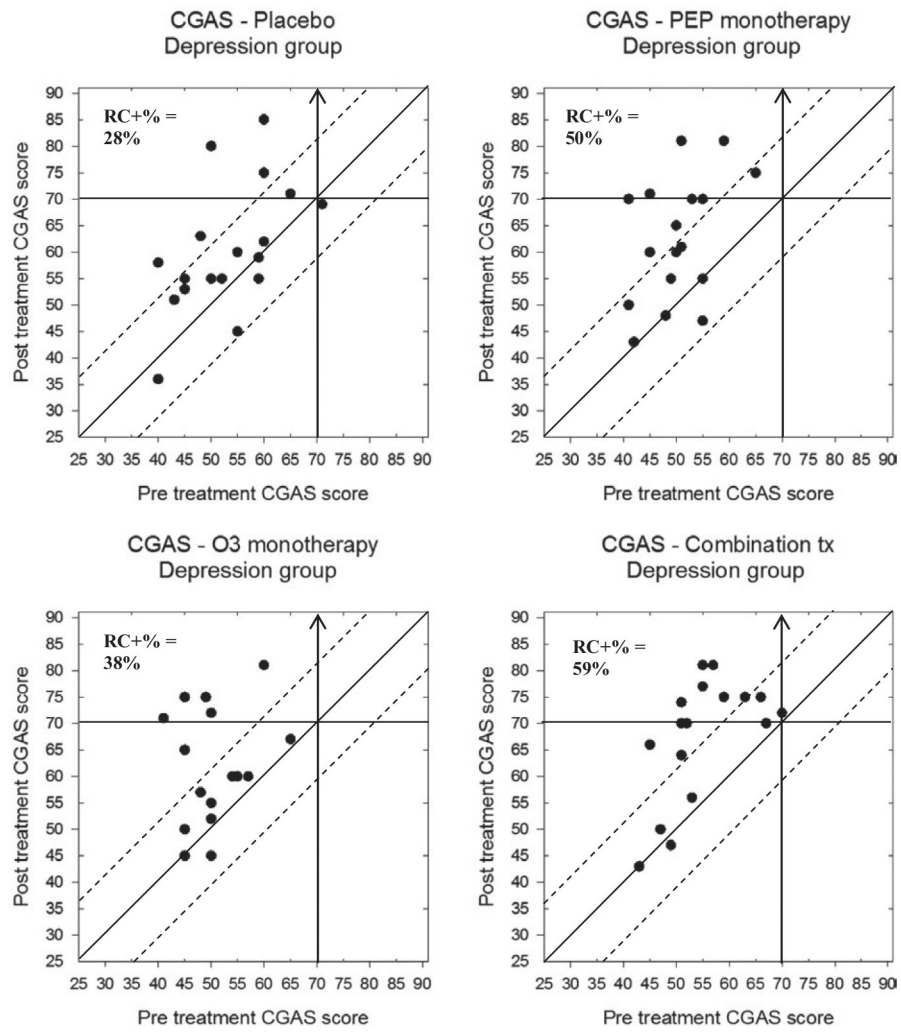 CGAS - Placebo
Depression group
RC+% =
28%
Post treatment CGAS score
90
85
80
75
70
65
60
55
50
45
40
35
30
25
25 30 35 40 45 50 55 60 65 70 75 80 85 90
Pre treatment CGAS score
CGAS - PEP monotherapy
Depression group
RC+% =
50%
Post treatment CGAS score
90
85
80
75
70
65
60
55
50
45
40
35
30
25
25 30 35 40 45 50 55 60 65 70 75 80 85 90
Pre treatment CGAS score
CGAS - O3 monotherapy
Depression group
RC+% =
38%
Post treatment CGAS score
90
85
80
75
70
65
60
55
50
45
40
35
30
25
25 30 35 40 45 50 55 60 65 70 75 80 85 90
Pre treatment CGAS score
CGAS - Combination tx
Depression group
RC+% =
59%
Post treatment CGAS score
90
85
80
75
70
65
60
55
50
45
40
35
30
25
25 30 35 40 45 50 55 60 65 70 75 80 85 90
Pre treatment CGAS score